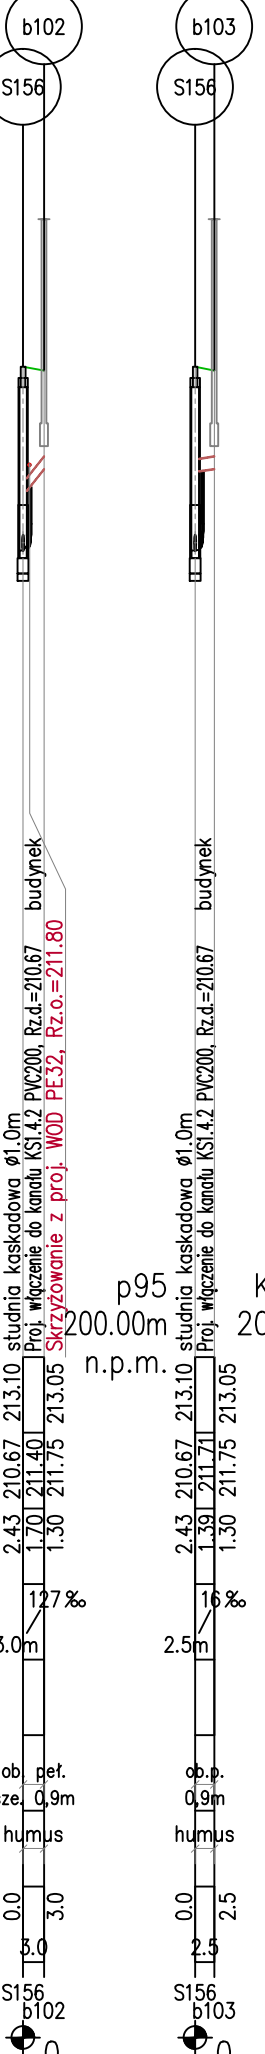 b102
b103
S156
S156
studnia kaskadowa ø1.0m
Proj. włączenie do kanału KS1.4.2 PVC200, Rz.d.=210.67
budynek
Skrzyżowanie z proj. WOD PE32, Rz.o.=211.80
studnia kaskadowa ø1.0m
Proj. włączenie do kanału KS1.4.2 PVC200, Rz.d.=210.67
budynek
p95
200.00m
n.p.m.
K
20
213.10
213.05
213.10
213.05
210.67
211.40
211.75
210.67
211.71
211.75
2.43
1.70
1.30
2.43
1.39
1.30
127‰
3.0m
16‰
2.5m
ob. peł.
sze. 0,9m
humus
ob.p.
0,9m
humus
0.0
3.0
0.0
2.5
3.0
2.5
S156
b102
S156
b103
0
0